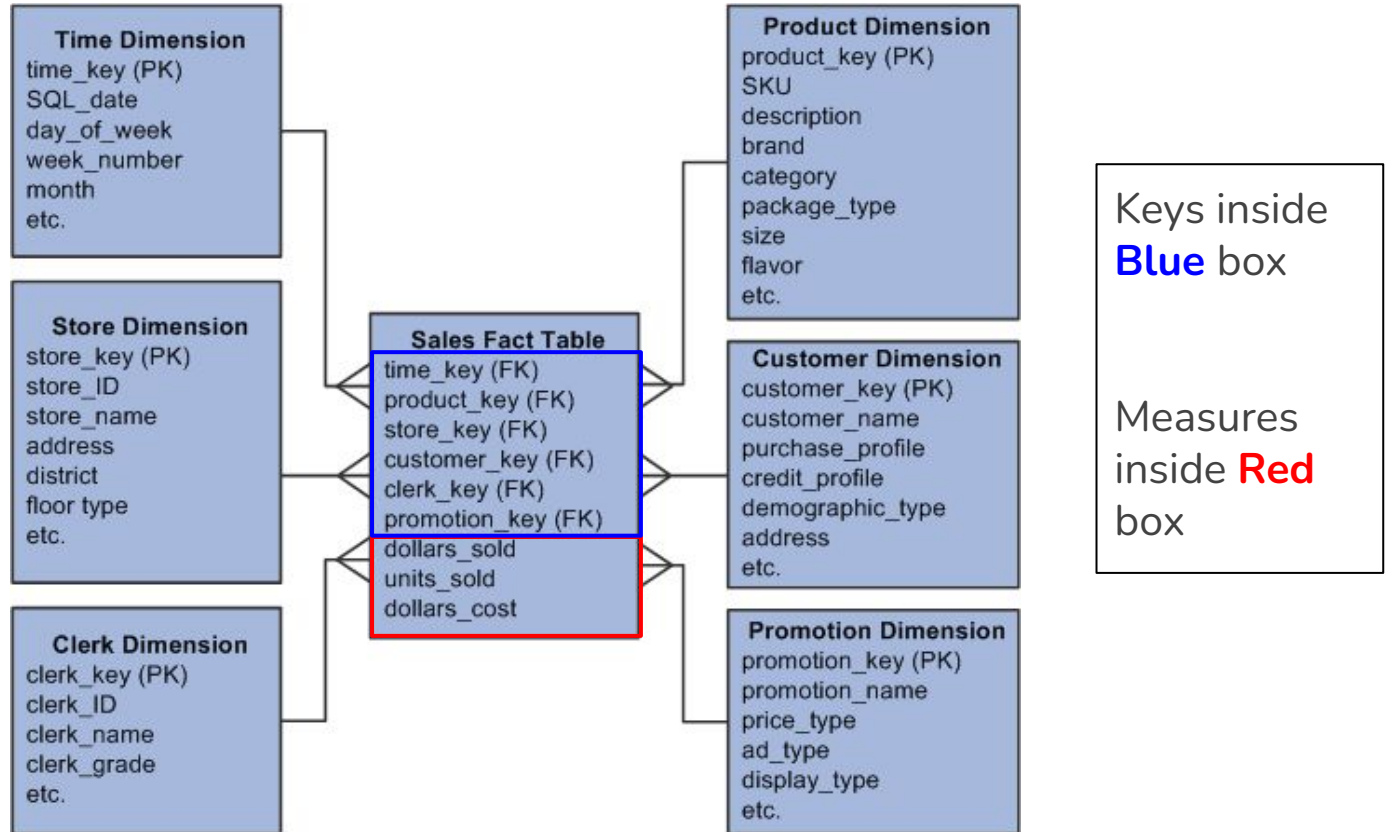 Time Dimension
time_key (PK)
SQL_date
day_of_week
week_number
month
etc.
Store Dimension
store_key (PK)
store_ID
store_name
address
district
floor type
etc.
Clerk Dimension
clerk_key (PK)
clerk_ID
clerk_name
clerk_grade
etc.
Sales Fact Table
time_key (FK)
product_key (FK)
store_key (FK)
customer_key (FK)
clerk_key (FK)
promotion_key (FK)
dollars_sold
units_sold
dollars_cost
Product Dimension
product_key (PK)
SKU
description
brand
category
package_type
size
flavor
etc.
Customer Dimension
customer_key (PK)
customer_name
purchase_profile
credit_profile
demographic_type
address
etc.
Promotion Dimension
promotion_key (PK)
promotion_name
price_type
ad_type
display_type
etc.
Keys inside
Blue box
Measures
inside Red
box